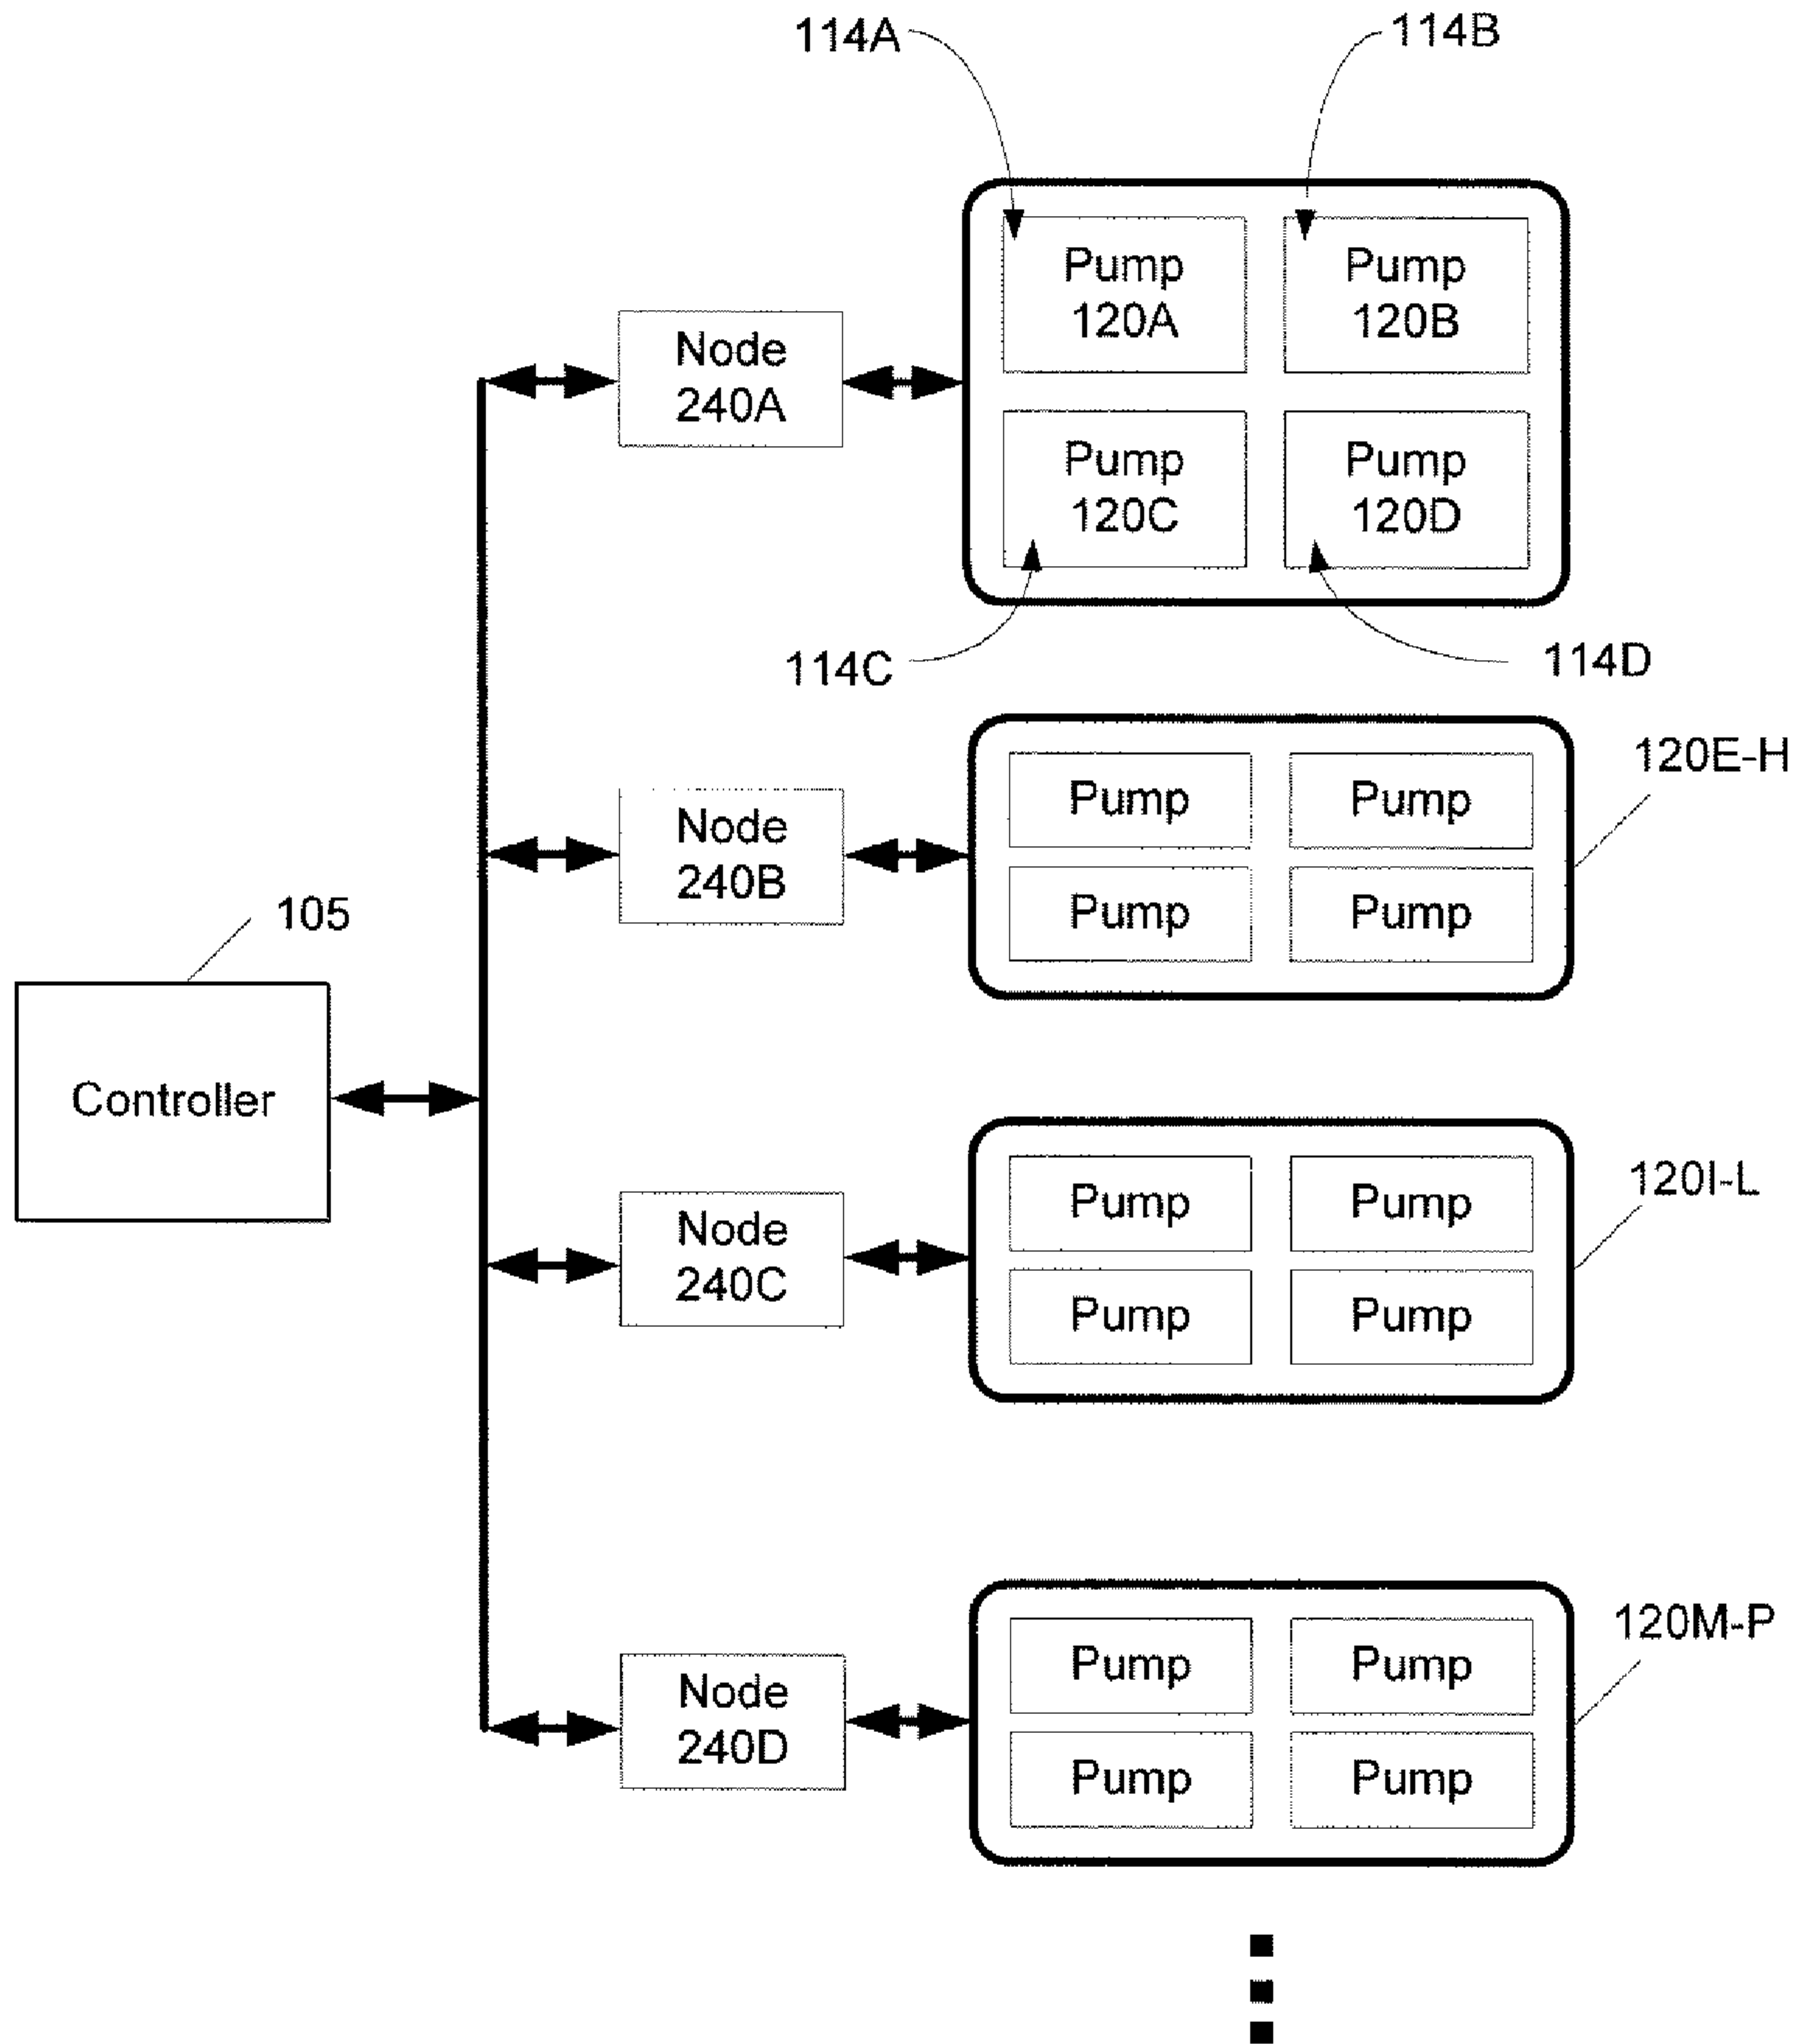 114A
114B
Pump
120A
Pump
120B
Node
240A
Pump
120C
Pump
120D
114C
114D
120E-H
Pump
Pump
Node
240B
Pump
Pump
105
Controller
120I-L
Pump
Pump
Node
240C
Pump
Pump
120M-P
Pump
Pump
Node
240D
Pump
Pump